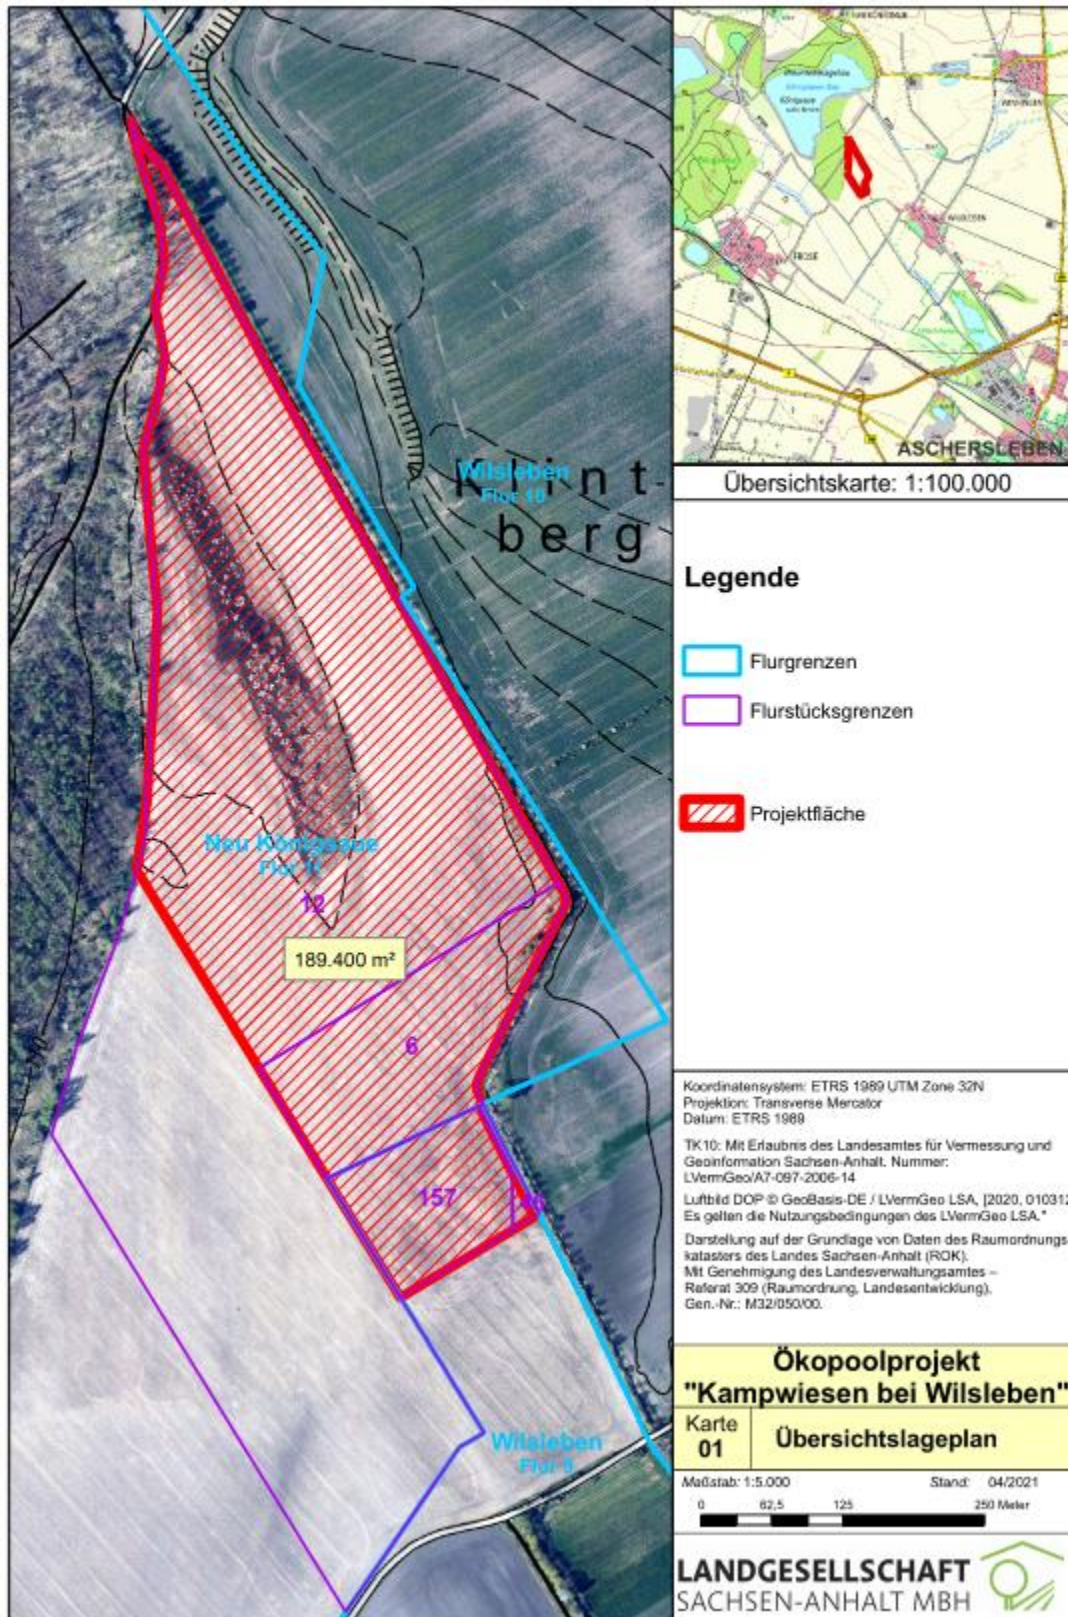 Klint-
berg
Wilsleben
Neu Königsaue
12
189.400 m²
6
157
Wilsleben
FROSE
ASCHERSLEBEN
Übersichtskarte: 1:100.000
Legende
Flurgrenzen
Flurstücksgrenzen
Projektfläche
Koordinatensystem: ETRS 1989 UTM Zone 32N
Projektion: Transverse Mercator
Datum: ETRS 1989
TK10: Mit Erlaubnis des Landesamtes für Vermessung und
Geoinformation Sachsen-Anhalt. Nummer:
LVermGeo/A7-097-2006-14
Luftbild DOP © GeoBasis-DE / LVermGeo LSA, [2020, 010312
Es gelten die Nutzungsbedingungen des LVermGeo LSA."
Darstellung auf der Grundlage von Daten des Raumordnungs-
katasters des Landes Sachsen-Anhalt (ROK).
Mit Genehmigung des Landesverwaltungsamtes –
Referat 309 (Raumordnung, Landesentwicklung),
Gen.-Nr.: M32/050/00.
Ökopoolprojekt
"Kampwiesen bei Wilsleben"
Karte
01
Übersichtslageplan
Maßstab: 1:5.000 Stand: 04/2021
0 62,5 125 250 Meter
LANDGESELLSCHAFT
SACHSEN-ANHALT MBH